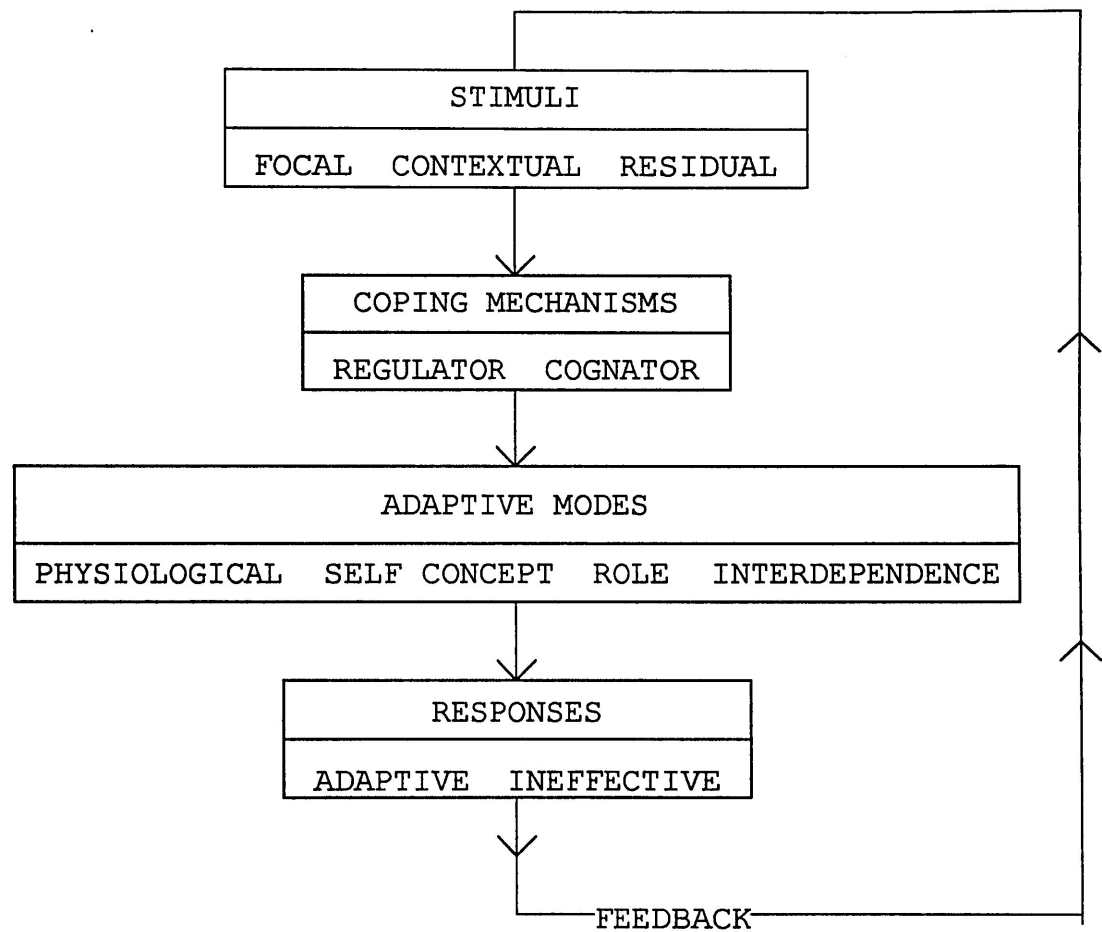 STIMULI
FOCAL CONTEXTUAL RESIDUAL
COPING MECHANISMS
REGULATOR COGNATOR
ADAPTIVE MODES
PHYSIOLOGICAL SELF CONCEPT ROLE INTERDEPENDENCE
RESPONSES
ADAPTIVE INEFFECTIVE
FEEDBACK